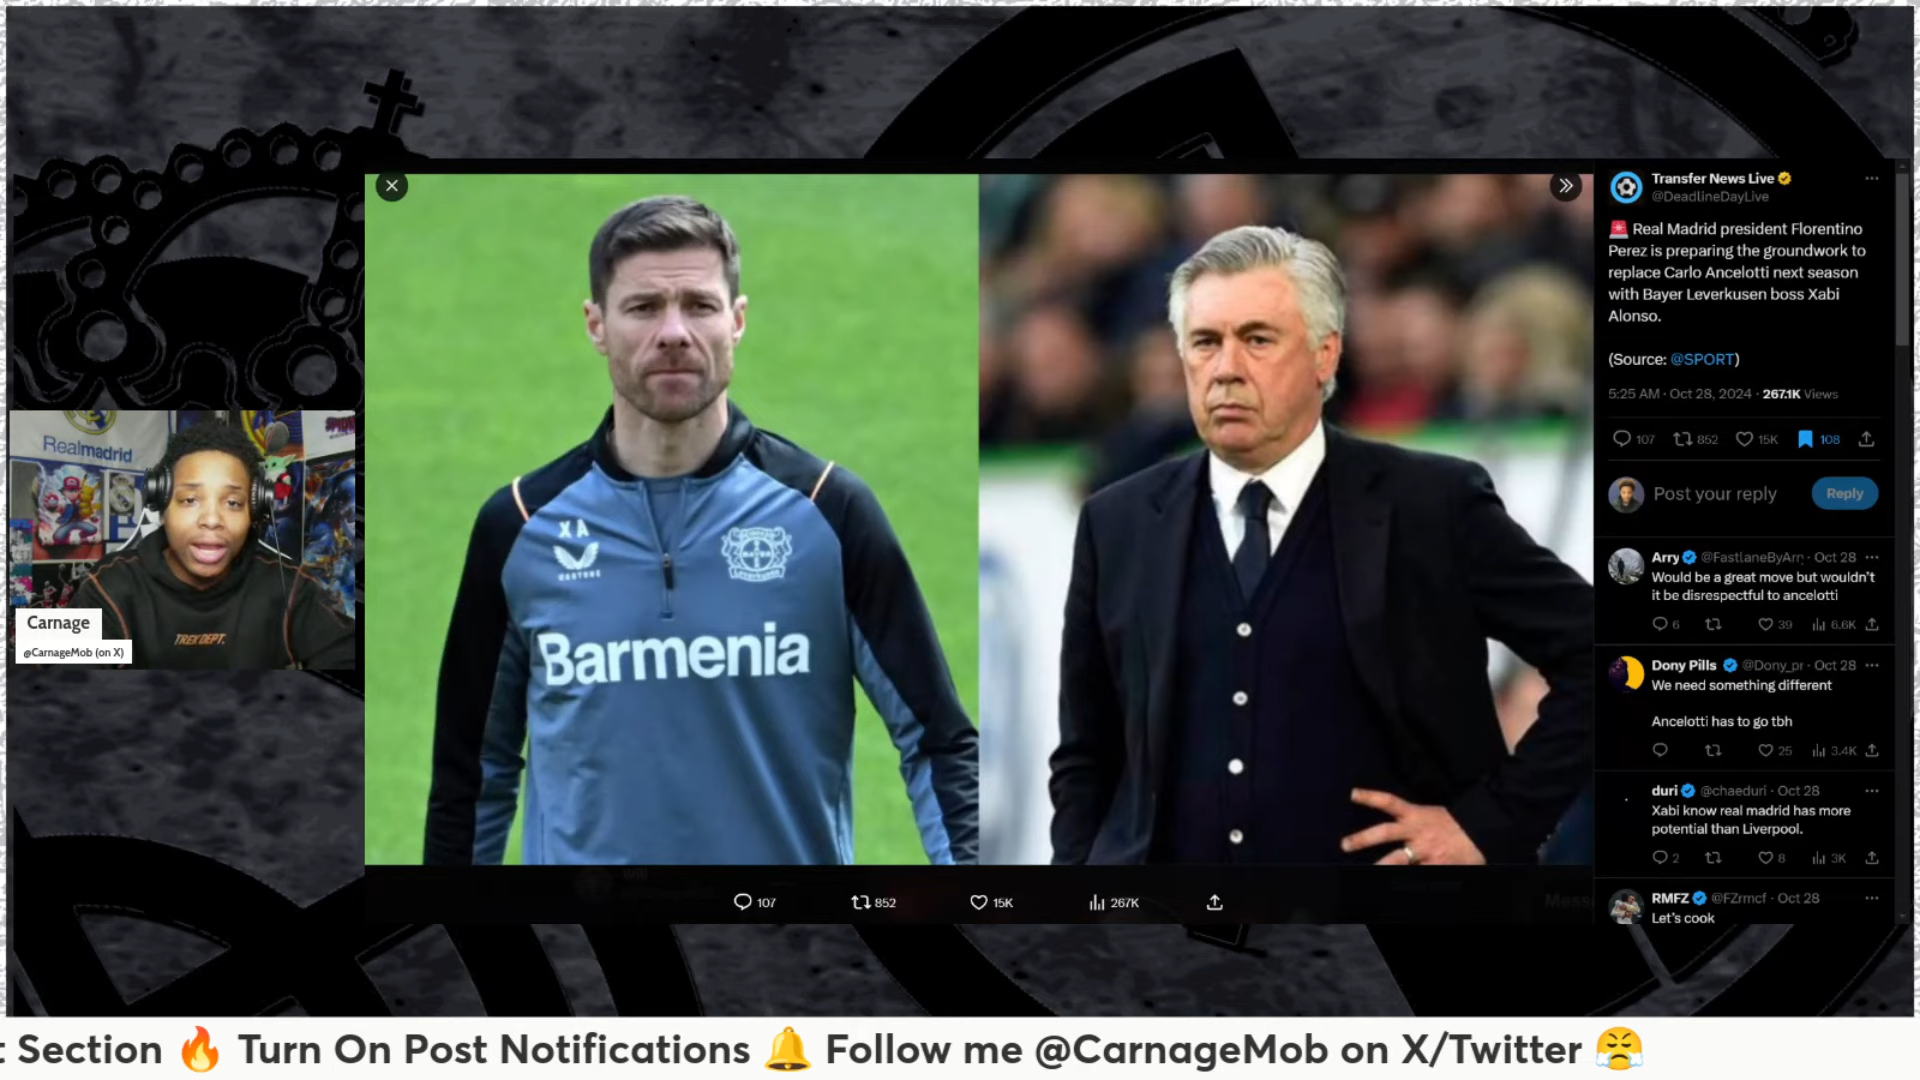 Realmadrid
TREK DEPT.
Carnage
@CarnageMob (on X)
X A
CASTORE
BAYER
Leverkusen
Barmenia
107
852
15K
267K
Transfer News Live
@DeadlineDayLive
🚨 Real Madrid president Florentino
Perez is preparing the groundwork to
replace Carlo Ancelotti next season
with Bayer Leverkusen boss Xabi
Alonso.
(Source: @SPORT)
5:25 AM · Oct 28, 2024 · 267.1K Views
107 852 15K 108
Post your reply
Reply
Arry @FastlaneByArr · Oct 28
Would be a great move but wouldn't
it be disrespectful to ancelotti
6 39 6.6K
Dony Pills @Dony_pr · Oct 28
We need something different
Ancelotti has to go tbh
25 3.4K
duri @chaeduri · Oct 28
Xabi know real madrid has more
potential than Liverpool.
2 8 3K
RMFZ @FZrmcf · Oct 28
Let's cook
t Section 🔥 Turn On Post Notifications 🔔 Follow me @CarnageMob on X/Twitter 😤